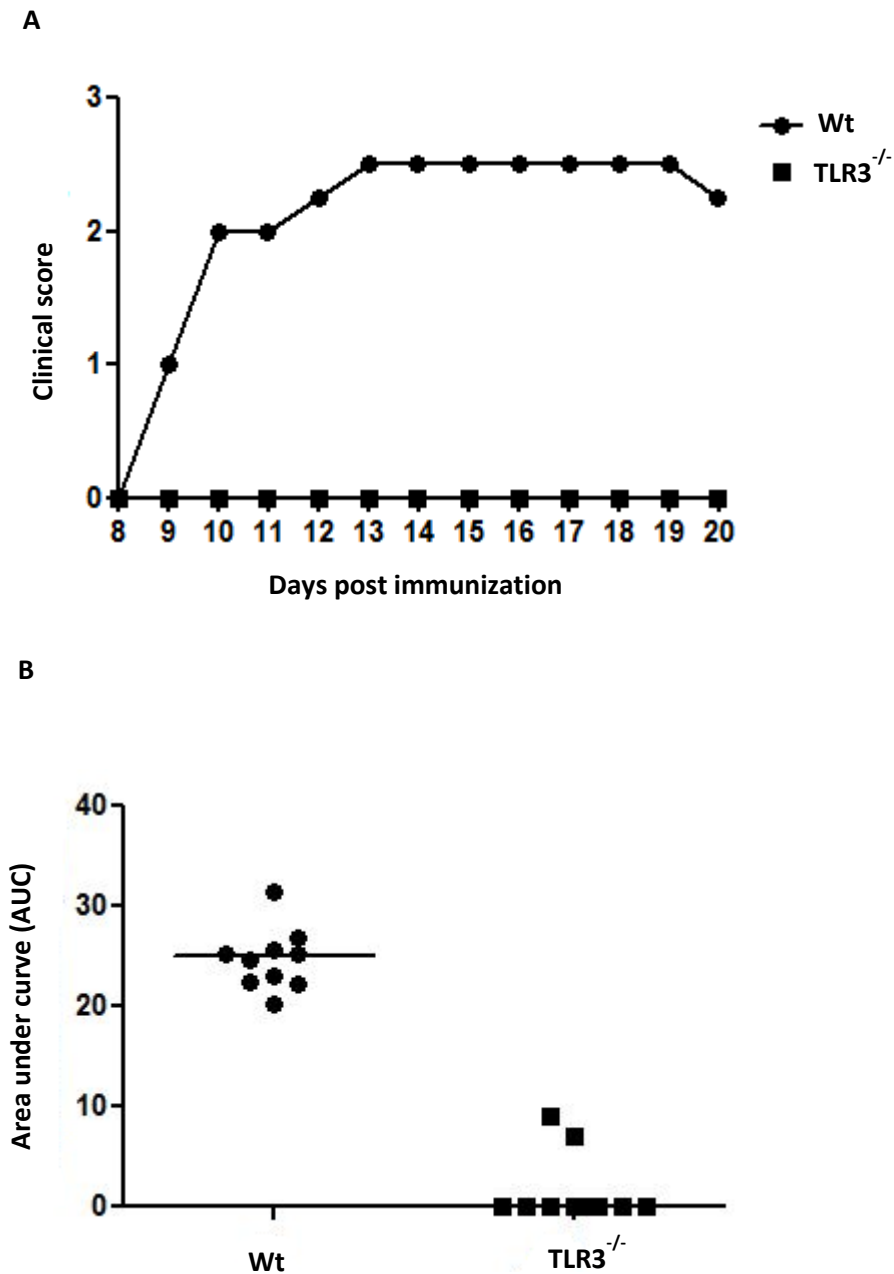 A
3
2
1
0
Clinical score
8 9 10 11 12 13 14 15 16 17 18 19 20
Days post immunization
Wt
TLR3-/-
B
40
30
20
10
0
Area under curve (AUC)
Wt
TLR3-/-